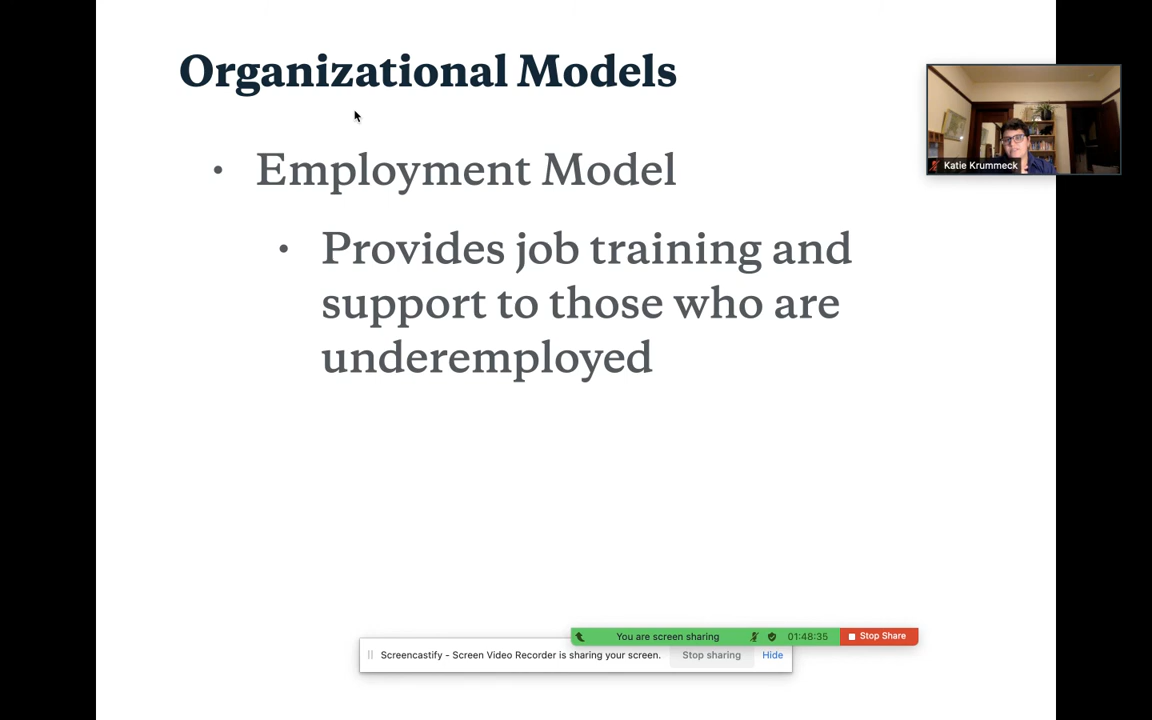 Organizational Models
• Employment Model
• Provides job training and
support to those who are
underemployed
Katie Krummeck
You are screen sharing
01:48:35
Stop Share
Screencastify - Screen Video Recorder is sharing your screen.
Stop sharing
Hide